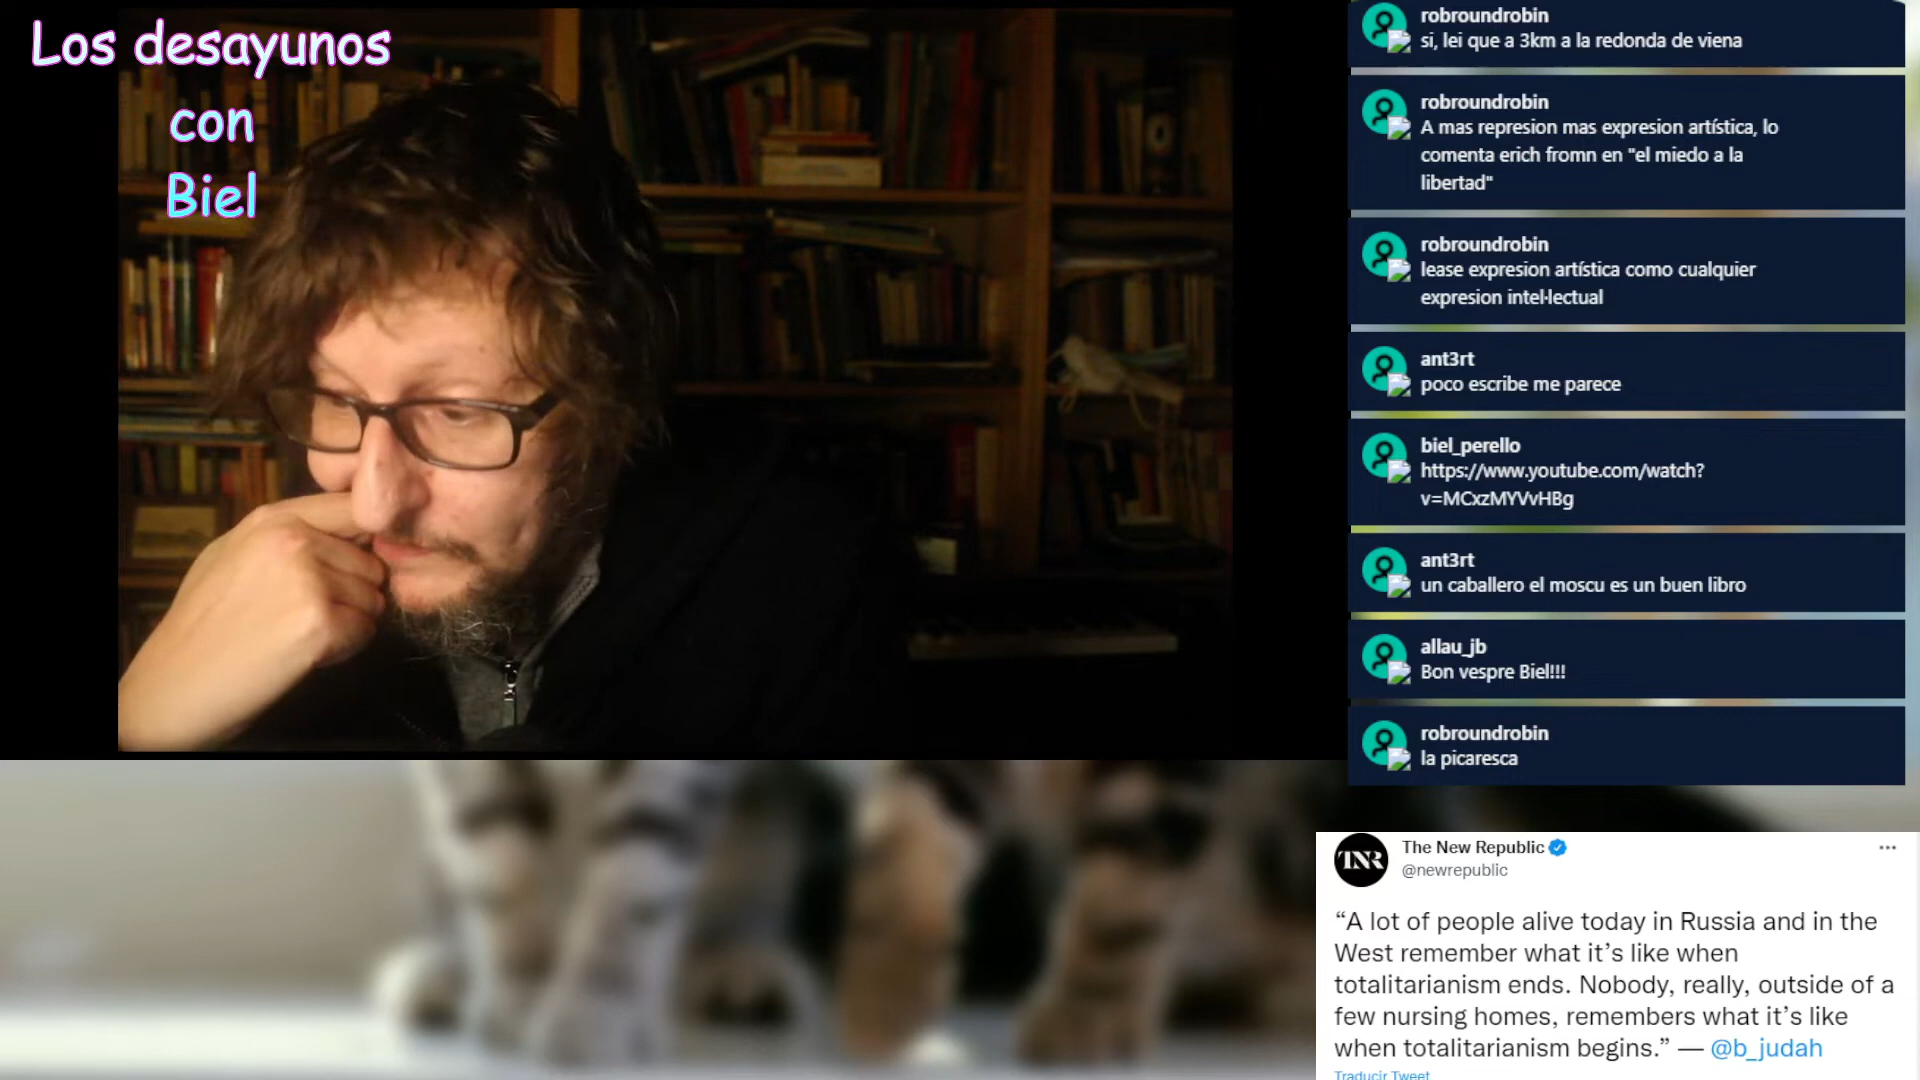 Los desayunos
con
Biel
robroundrobin
si, lei que a 3km a la redonda de viena
robroundrobin
A mas represion mas expresion artística, lo
comenta erich fromn en "el miedo a la
libertad"
robroundrobin
lease expresion artística como cualquier
expresion intel·lectual
ant3rt
poco escribe me parece
biel_perello
https://www.youtube.com/watch?
v=MCxzMYVvHBg
ant3rt
un caballero el moscu es un buen libro
allau_jb
Bon vespre Biel!!!
robroundrobin
la picaresca
TNR
The New Republic
@newrepublic
“A lot of people alive today in Russia and in the
West remember what it’s like when
totalitarianism ends. Nobody, really, outside of a
few nursing homes, remembers what it’s like
when totalitarianism begins.” — @b_judah
Traducir Tweet